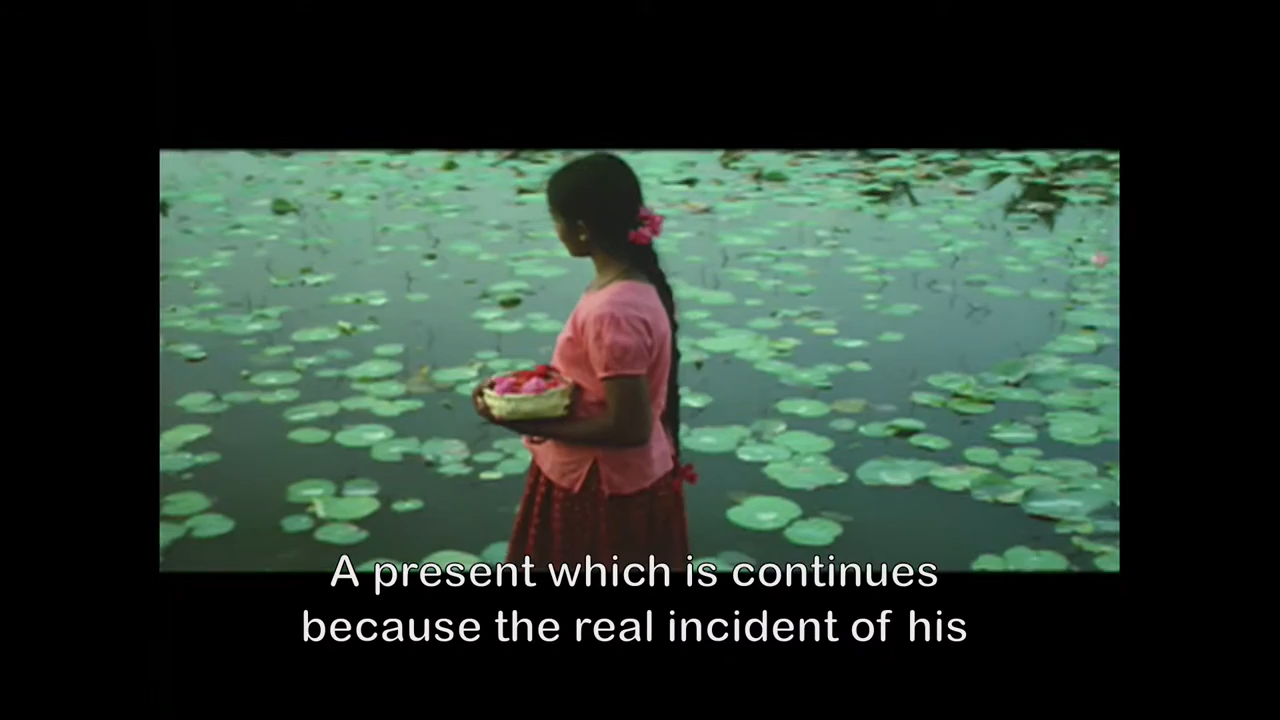 A present which is continues
because the real incident of his